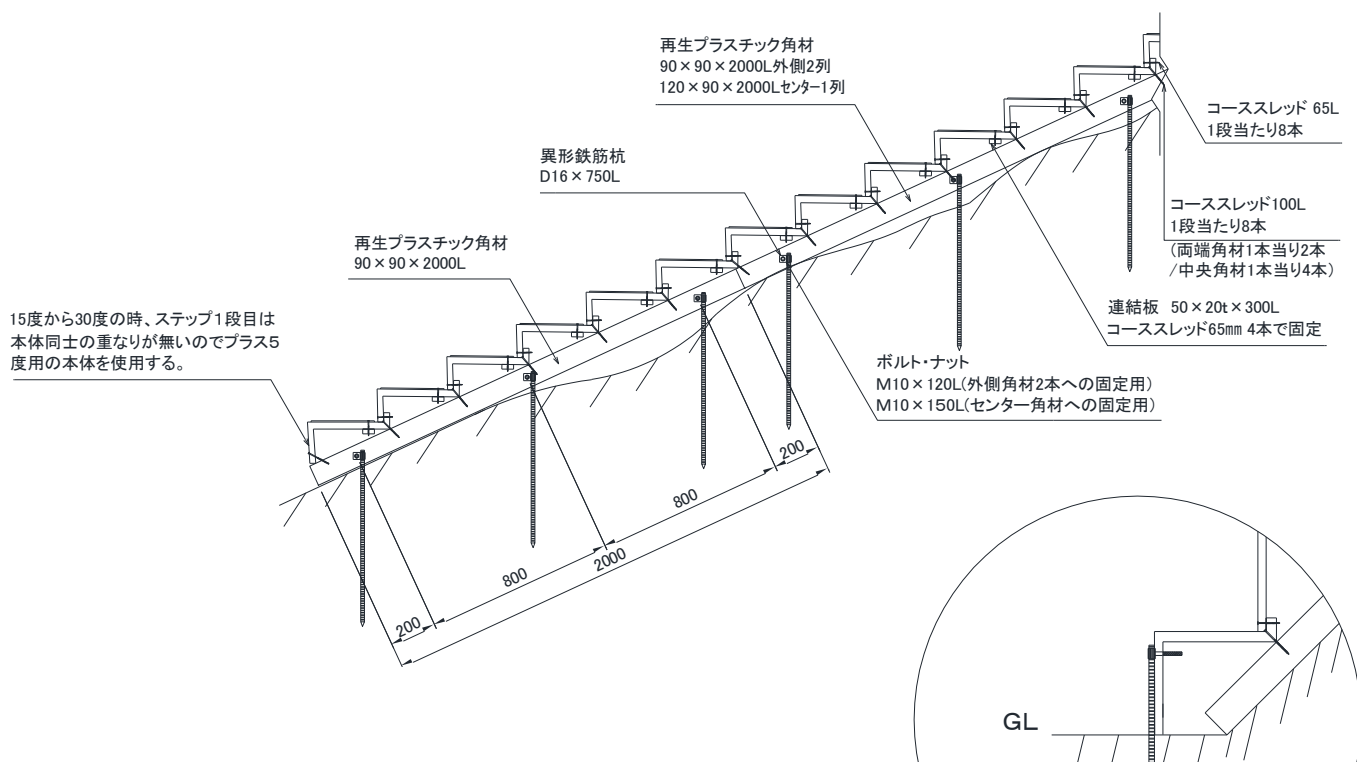 再生プラスチック角材
90×90×2000L外側2列
120×90×2000Lセンター1列
コーススレッド 65L
1段当たり8本
異形鉄筋杭
D16×750L
コーススレッド100L
1段当たり8本
(両端角材1本当り2本
/中央角材1本当り4本)
再生プラスチック角材
90×90×2000L
連結板 50×20t×300L
コーススレッド65mm 4本で固定
15度から30度の時、ステップ1段目は
本体同士の重なりが無いのでプラス5
度用の本体を使用する。
ボルト・ナット
M10×120L(外側角材2本への固定用)
M10×150L(センター角材への固定用)
200
800
800
2000
200
GL